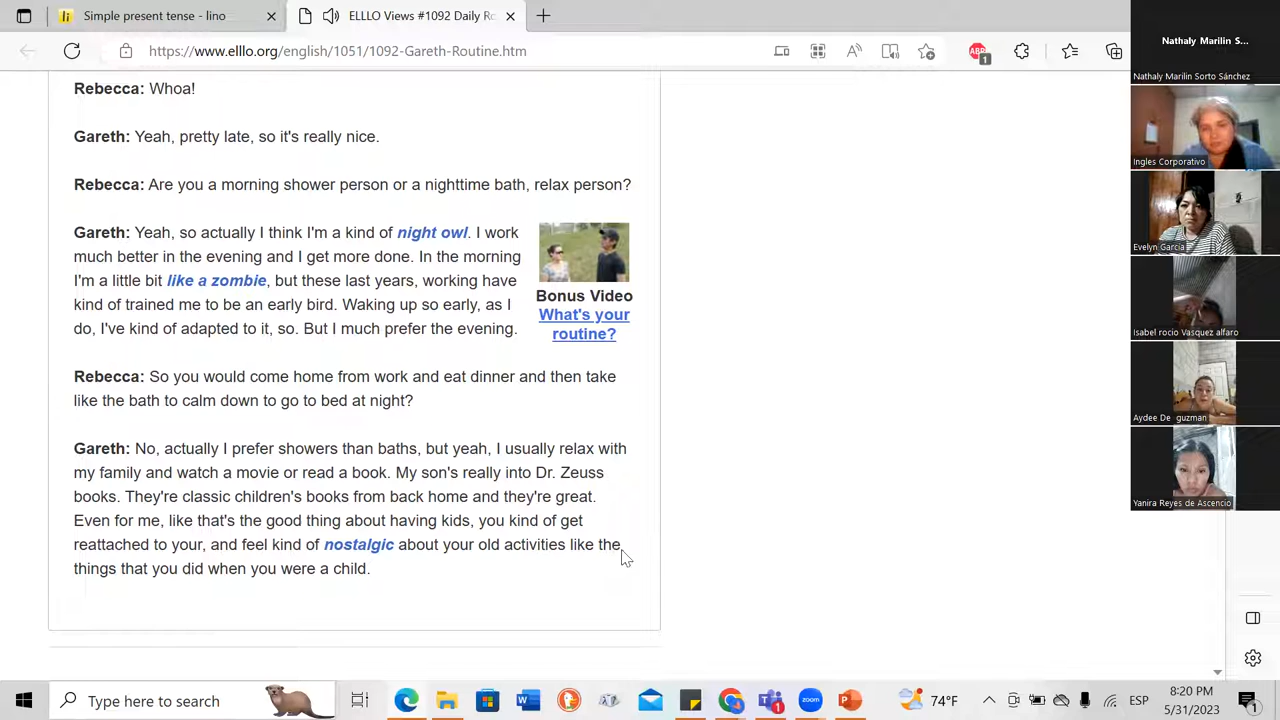 Simple present tense - lino
ELLLO Views #1092 Daily Ro
https://www.elllo.org/english/1051/1092-Gareth-Routine.htm
ABP
1
Rebecca: Whoa!
Gareth: Yeah, pretty late, so it's really nice.
Rebecca: Are you a morning shower person or a nighttime bath, relax person?
Gareth: Yeah, so actually I think I'm a kind of night owl. I work
much better in the evening and I get more done. In the morning
I'm a little bit like a zombie, but these last years, working have
kind of trained me to be an early bird. Waking up so early, as I
do, I've kind of adapted to it, so. But I much prefer the evening.
Bonus Video
What's your
routine?
Rebecca: So you would come home from work and eat dinner and then take
like the bath to calm down to go to bed at night?
Gareth: No, actually I prefer showers than baths, but yeah, I usually relax with
my family and watch a movie or read a book. My son's really into Dr. Zeuss
books. They're classic children's books from back home and they're great.
Even for me, like that's the good thing about having kids, you kind of get
reattached to your, and feel kind of nostalgic about your old activities like the
things that you did when you were a child.
Nathaly Marilin S...
Nathaly Marilin Sorto Sánchez
Ingles Corporativo
Evelyn Garcia
Isabel rocio Vasquez alfaro
Aydee De guzman
Yanira Reyes de Ascencio
Type here to search
zoom
74°F
ESP
8:20 PM
5/31/2023